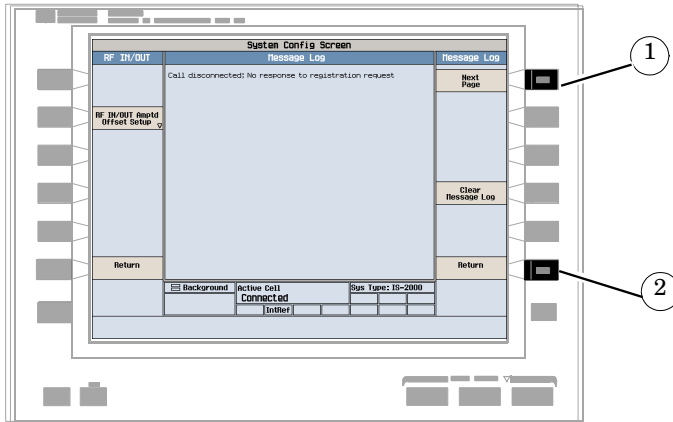 System Config Screen
RF IN/OUT
Message Log
Message Log
Call disconnected: No response to registration request
Next
Page
RF IN/OUT Amptd
Offset Setup
Clear
Message Log
Return
Return
Background
Active Cell
Sys Type: IS-2000
Connected
IntRef
1
2